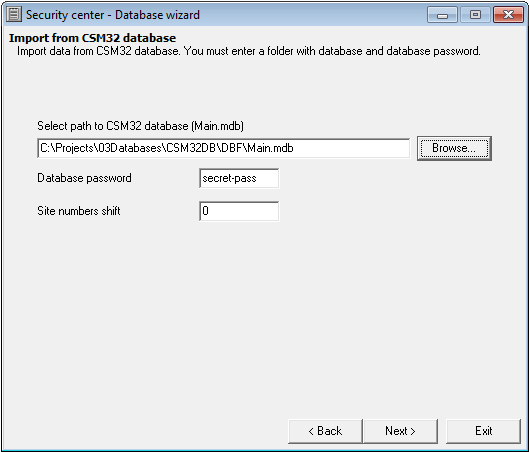 Security center - Database wizard
Import from CSM32 database
Import data from CSM32 database. You must enter a folder with database and database password.
Select path to CSM32 database (Main.mdb)
C:\Projects\03Databases\CSM32DB\DBF\Main.mdb
Browse...
Database password
secret-pass
Site numbers shift
0
< Back
Next >
Exit